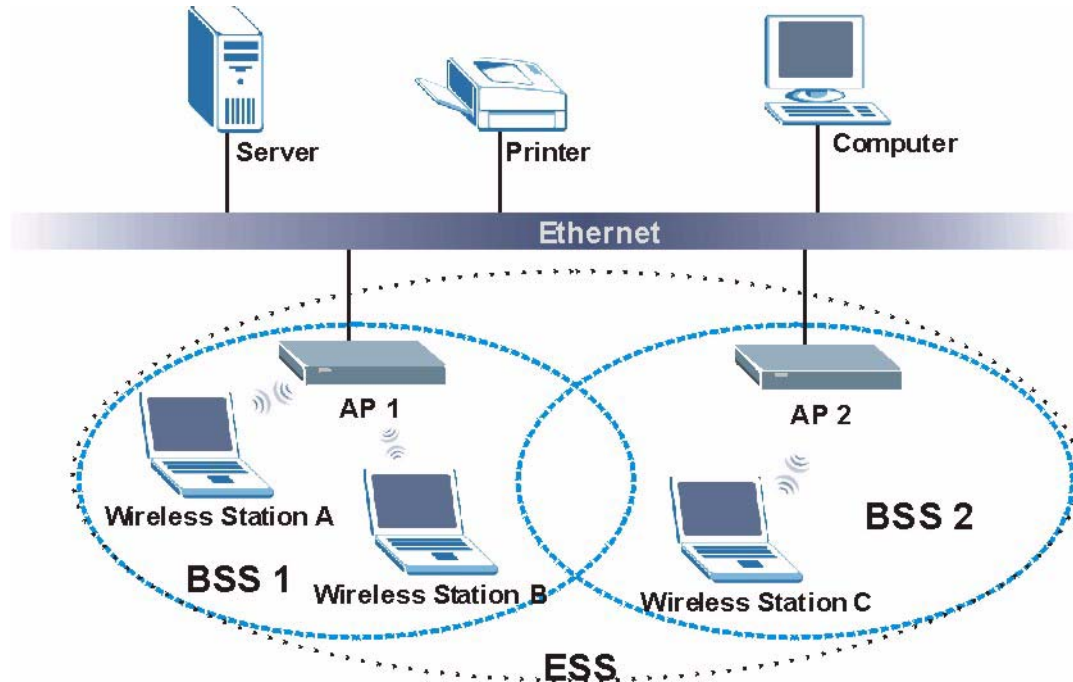 Server
Printer
Computer
Ethernet
AP 1
AP 2
Wireless Station A
BSS 2
BSS 1
Wireless Station B
Wireless Station C
ESS